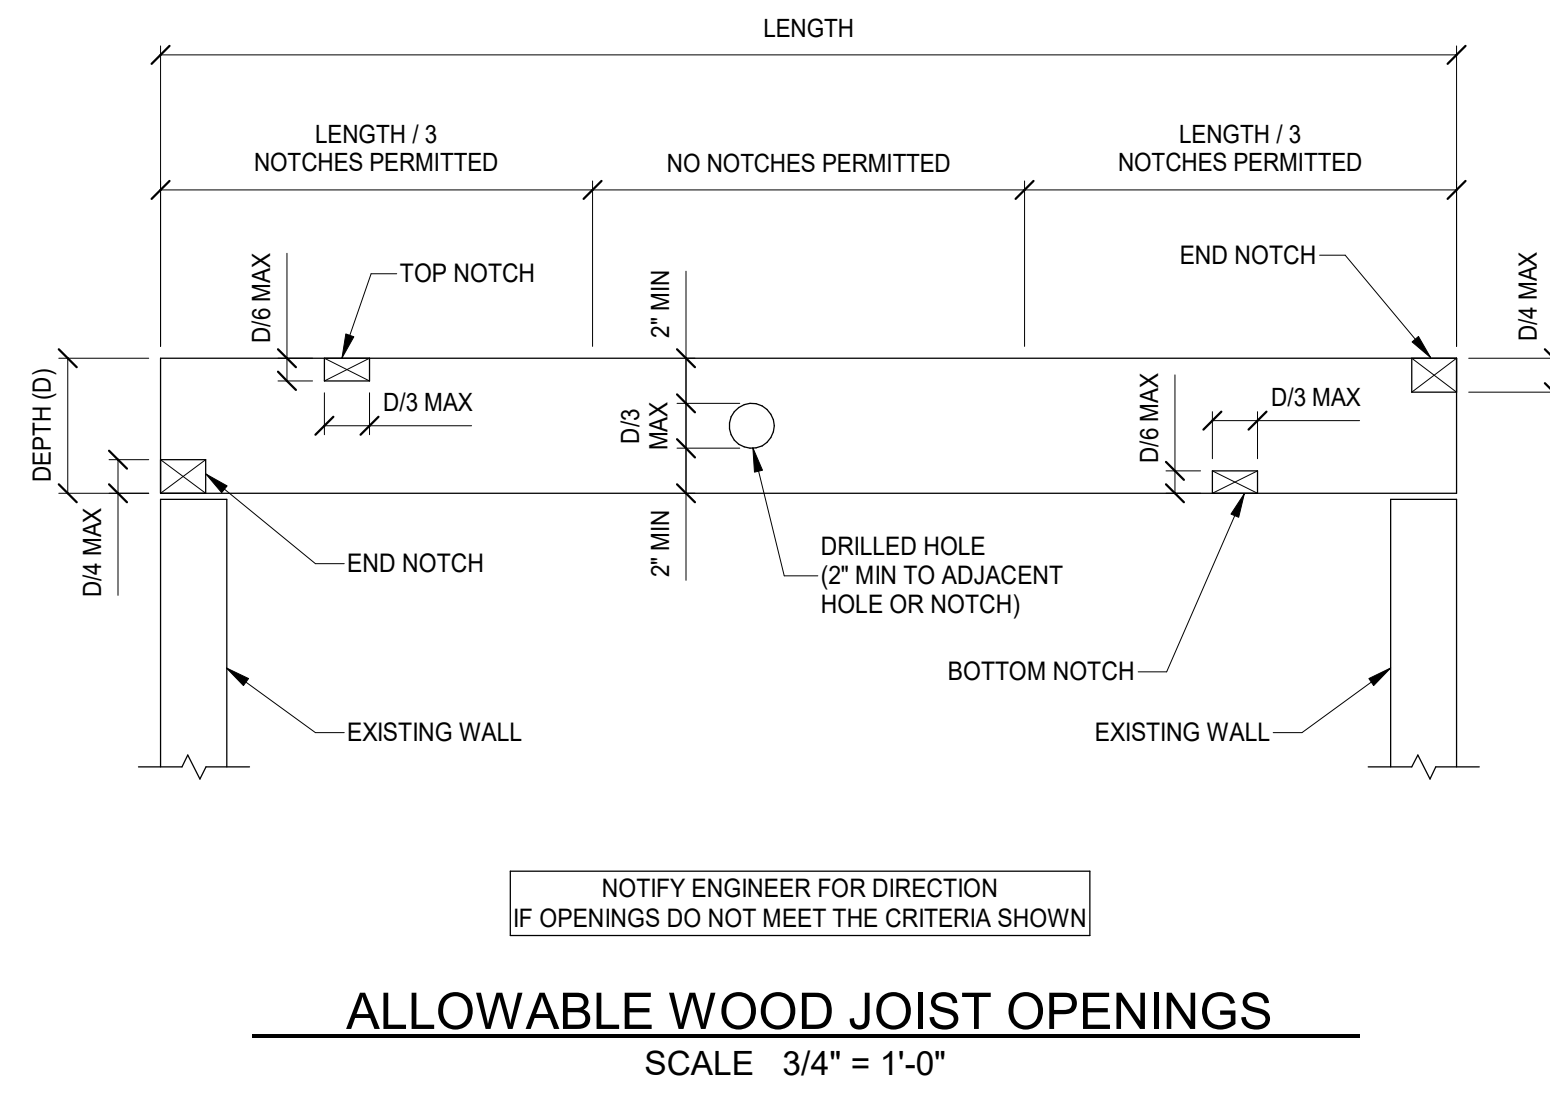 LENGTH
LENGTH / 3
NOTCHES PERMITTED
NO NOTCHES PERMITTED
LENGTH / 3
NOTCHES PERMITTED
D/6 MAX
TOP NOTCH
2" MIN
END NOTCH
D/4 MAX
DEPTH (D)
D/3 MAX
D/3
MAX
D/6 MAX
D/3 MAX
D/4 MAX
END NOTCH
2" MIN
DRILLED HOLE
(2" MIN TO ADJACENT
HOLE OR NOTCH)
BOTTOM NOTCH
EXISTING WALL
EXISTING WALL
NOTIFY ENGINEER FOR DIRECTION
IF OPENINGS DO NOT MEET THE CRITERIA SHOWN
ALLOWABLE WOOD JOIST OPENINGS
SCALE 3/4" = 1'-0"